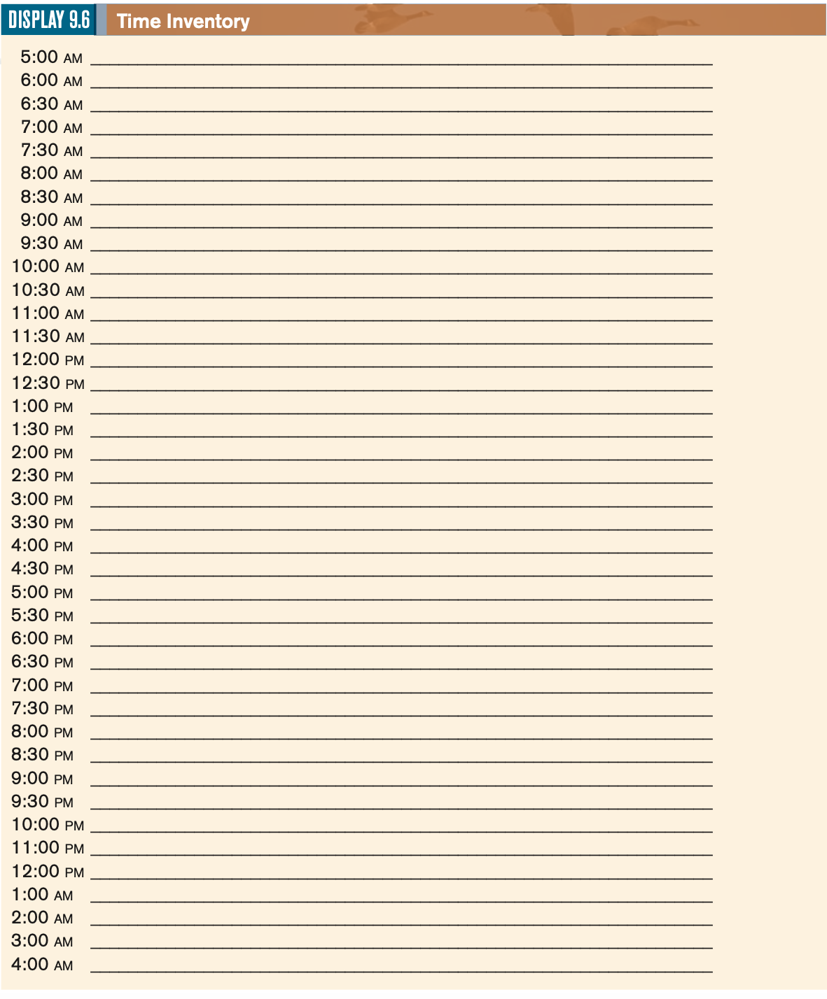 DISPLAY 9.6 Time Inventory
5:00 AM
6:00 AM
6:30 AM
7:00 AM
7:30 AM
8:00 AM
8:30 AM
9:00 AM
9:30 AM
10:00 AM
10:30 AM
11:00 AM
11:30 AM
12:00 PM
12:30 PM
1:00 PM
1:30 PM
2:00 PM
2:30 PM
3:00 PM
3:30 PM
4:00 PM
4:30 PM
5:00 PM
5:30 PM
6:00 PM
6:30 PM
7:00 PM
7:30 PM
8:00 PM
8:30 PM
9:00 PM
9:30 PM
10:00 PM
11:00 PM
12:00 PM
1:00 AM
2:00 AM
3:00 AM
4:00 AM